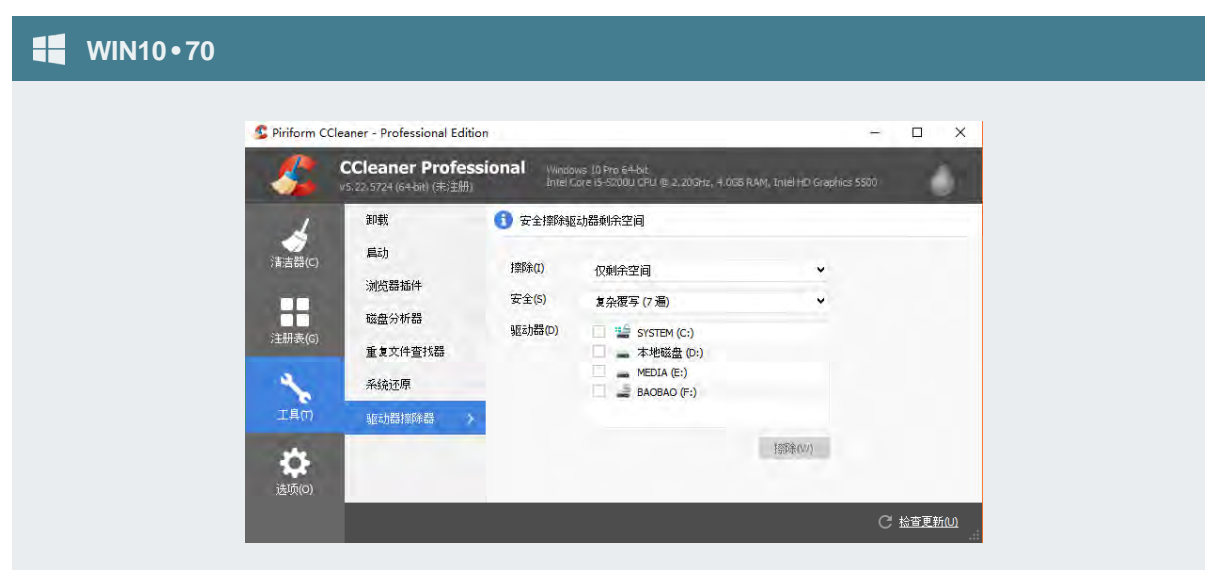 WIN10•70
Piriform CCleaner - Professional Edition
CCleaner Professional
v5.22.5724 (64-bit) (未注册)
Windows 10 Pro 64-bit
Intel Core i5-5200U CPU @ 2.20GHz, 4.0GB RAM, Intel HD Graphics 5500
清洁器(C)
注册表(G)
工具(T)
选项(O)
卸载
启动
浏览器插件
磁盘分析器
重复文件查找器
系统还原
驱动器擦除器
安全擦除驱动器剩余空间
擦除(I) 仅剩余空间
安全(S) 复杂覆写 (7 遍)
驱动器(D) SYSTEM (C:)
本地磁盘 (D:)
MEDIA (E:)
BAOBAO (F:)
擦除(W)
检查更新(U)